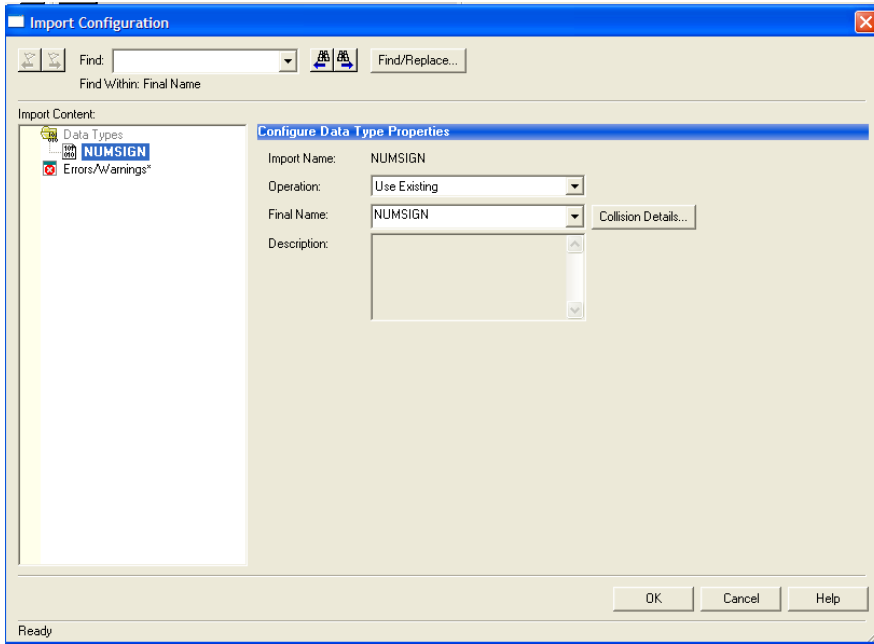 Import Configuration
Find:
Find/Replace...
Find Within: Final Name
Import Content:
Data Types
NUMSIGN
Errors/Warnings*
Configure Data Type Properties
Import Name: NUMSIGN
Operation: Use Existing
Final Name: NUMSIGN Collision Details...
Description:
OK Cancel Help
Ready